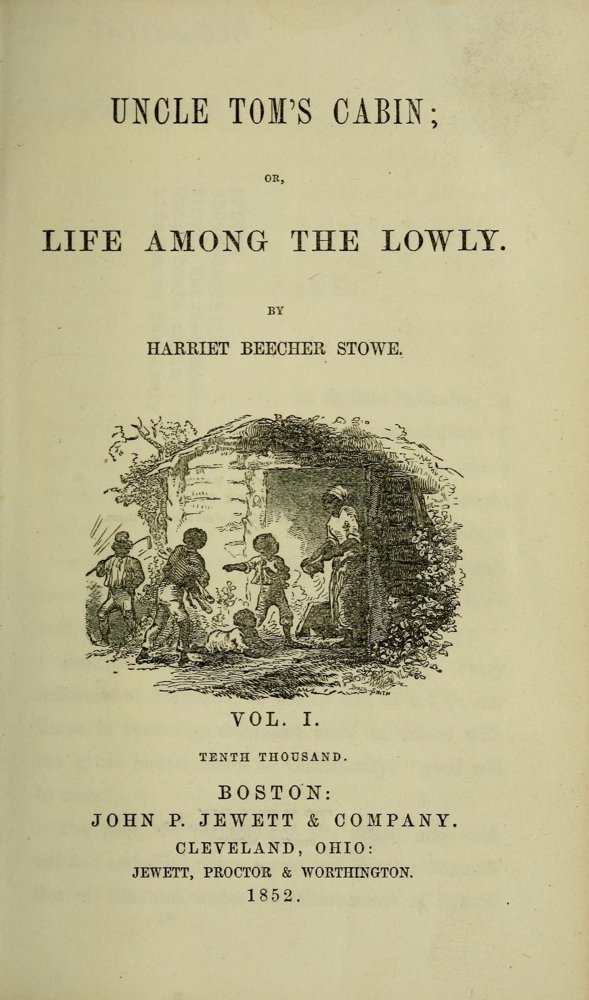 UNCLE TOM'S CABIN;
OR,
LIFE AMONG THE LOWLY.
BY
HARRIET BEECHER STOWE.
VOL. I.
TENTH THOUSAND.
BOSTON:
JOHN P. JEWETT & COMPANY.
CLEVELAND, OHIO:
JEWETT, PROCTOR & WORTHINGTON.
1852.